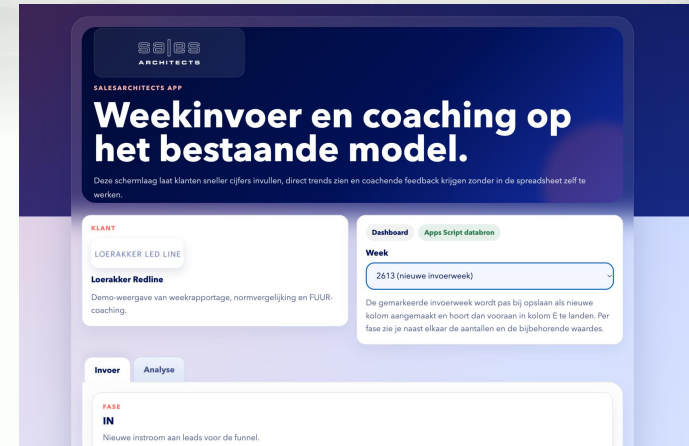 sales
ARCHITECTS
SALESARCHITECTS APP
Weekinvoer en coaching op
het bestaande model.
Deze schermlaag laat klanten sneller cijfers invullen, direct trends zien en coachende feedback krijgen zonder in de spreadsheet zelf te
werken.
KLANT
LOERAKKER LED LINE
Loerakker Redline
Demo-weergave van weekrapportage, normvergelijking en FUUR-
coaching.
Dashboard Apps Script databron
Week
2613 (nieuwe invoerweek)
De gemarkeerde invoerweek wordt pas bij opslaan als nieuwe
kolom aangemaakt en hoort dan vooraan in kolom E te landen. Per
fase zie je naast elkaar de aantallen en de bijbehorende waardes.
Invoer Analyse
FASE
IN
Nieuwe instroom aan leads voor de funnel.